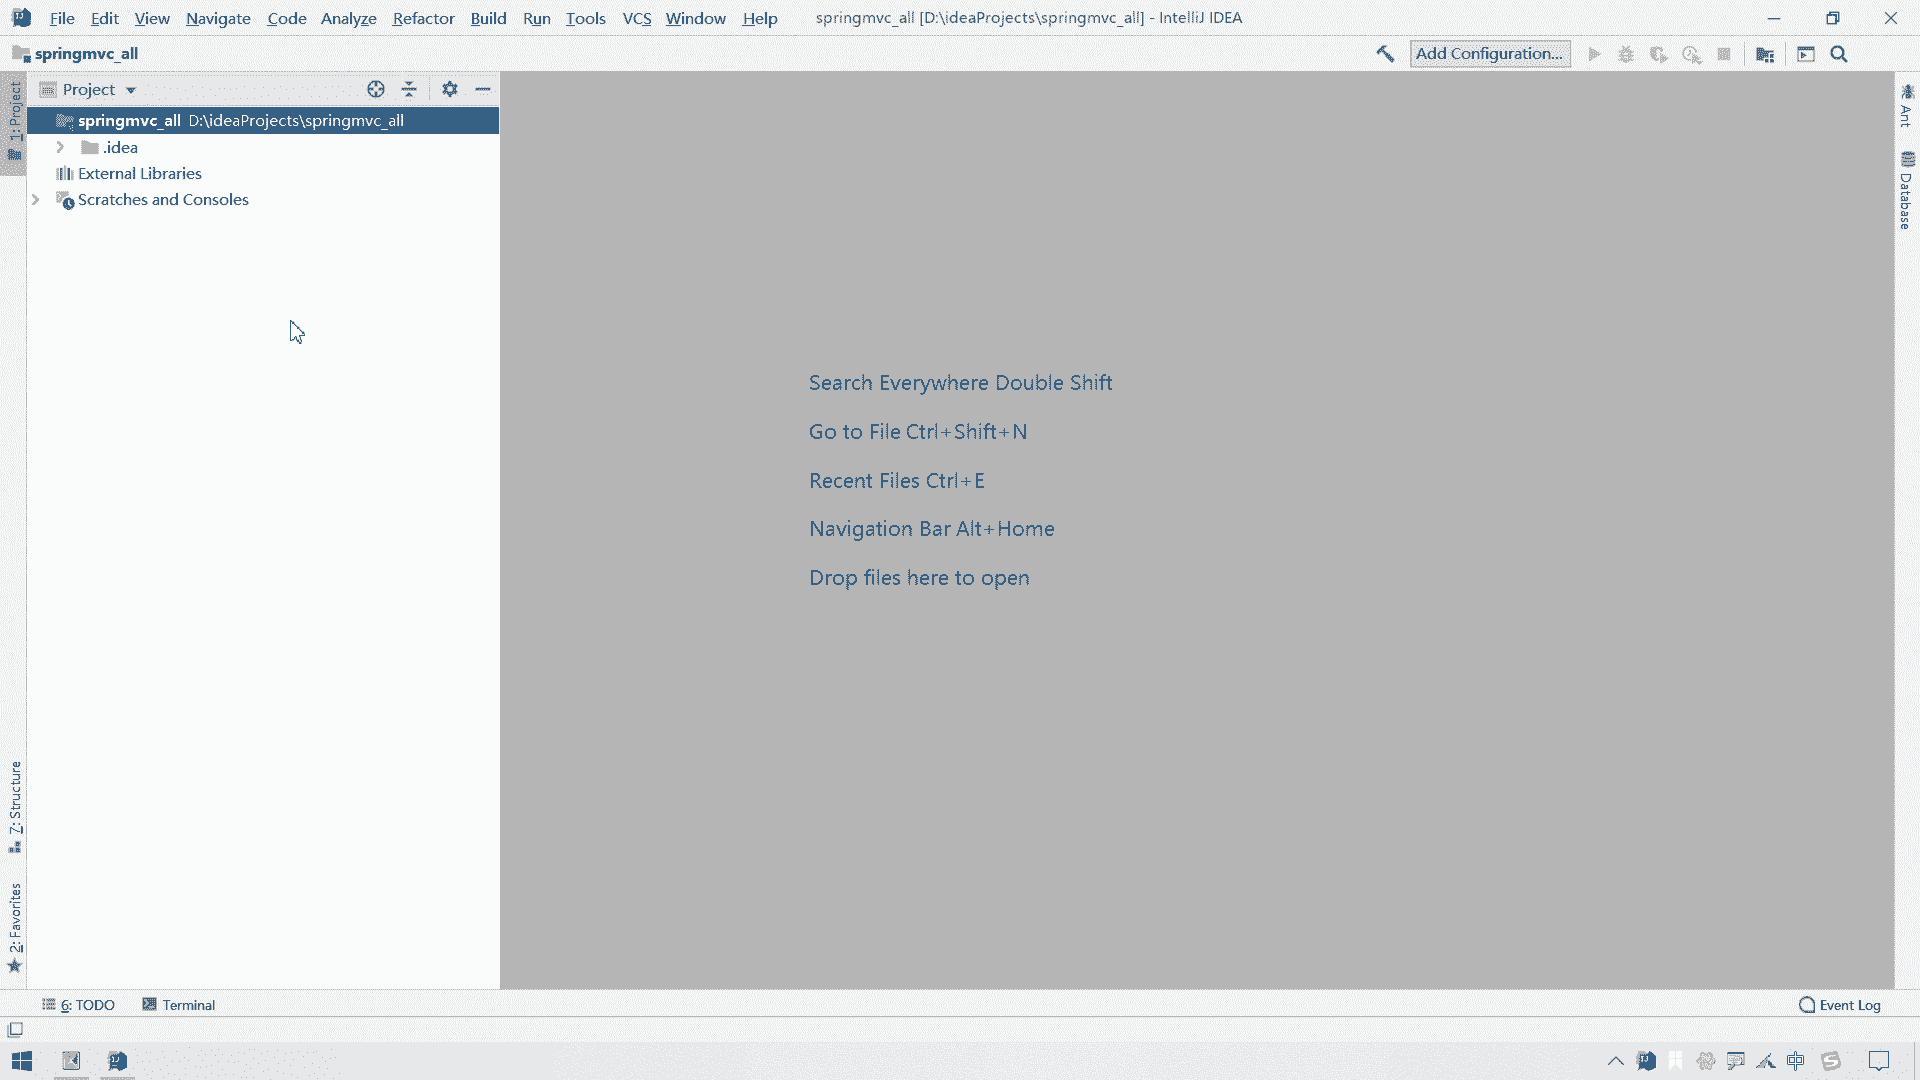 File Edit View Navigate Code Analyze Refactor Build Run Tools VCS Window Help springmvc_all [D:\ideaProjects\springmvc_all] - IntelliJ IDEA
springmvc_all
Add Configuration...
1: Project
Project
springmvc_all D:\ideaProjects\springmvc_all
.idea
External Libraries
Scratches and Consoles
Search Everywhere Double Shift
Go to File Ctrl+Shift+N
Recent Files Ctrl+E
Navigation Bar Alt+Home
Drop files here to open
Ant
Database
7: Structure
2: Favorites
6: TODO
Terminal
Event Log
中